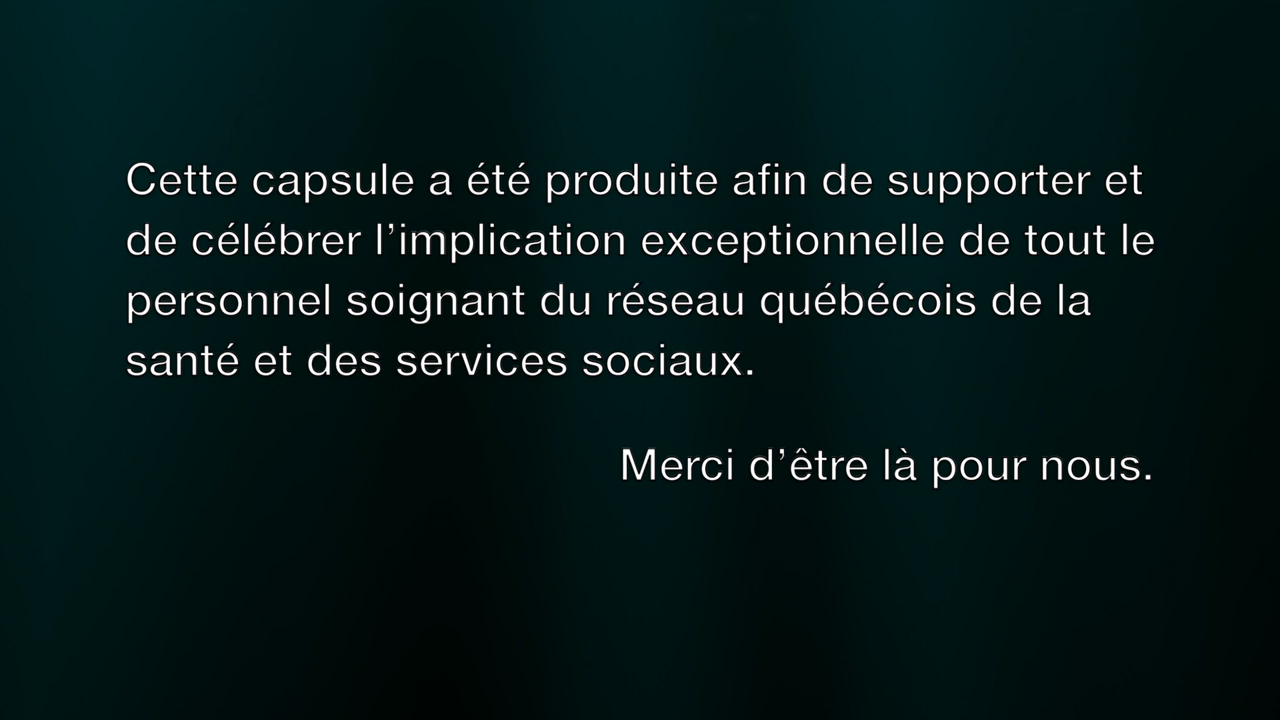 Cette capsule a été produite afin de supporter et
de célébrer l’implication exceptionnelle de tout le
personnel soignant du réseau québécois de la
santé et des services sociaux.
Merci d’être là pour nous.